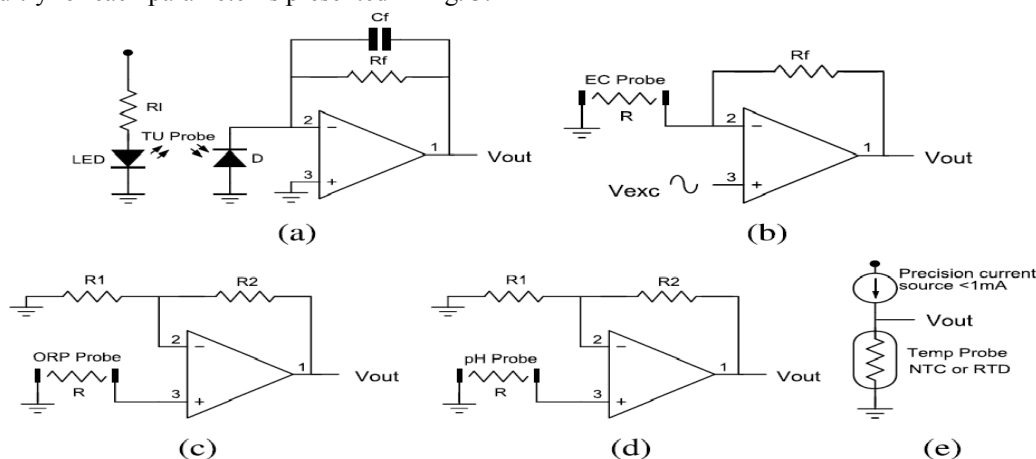 Cf
Rf
RI
TU Probe
LED
D
2
3
1
Vout
(a)
EC Probe
R
Rf
2
3
1
Vexc
Vout
(b)
R1
R2
ORP Probe
R
2
3
1
Vout
(c)
R1
R2
pH Probe
R
2
3
1
Vout
(d)
Precision current
source <1mA
Vout
Temp Probe
NTC or RTD
(e)